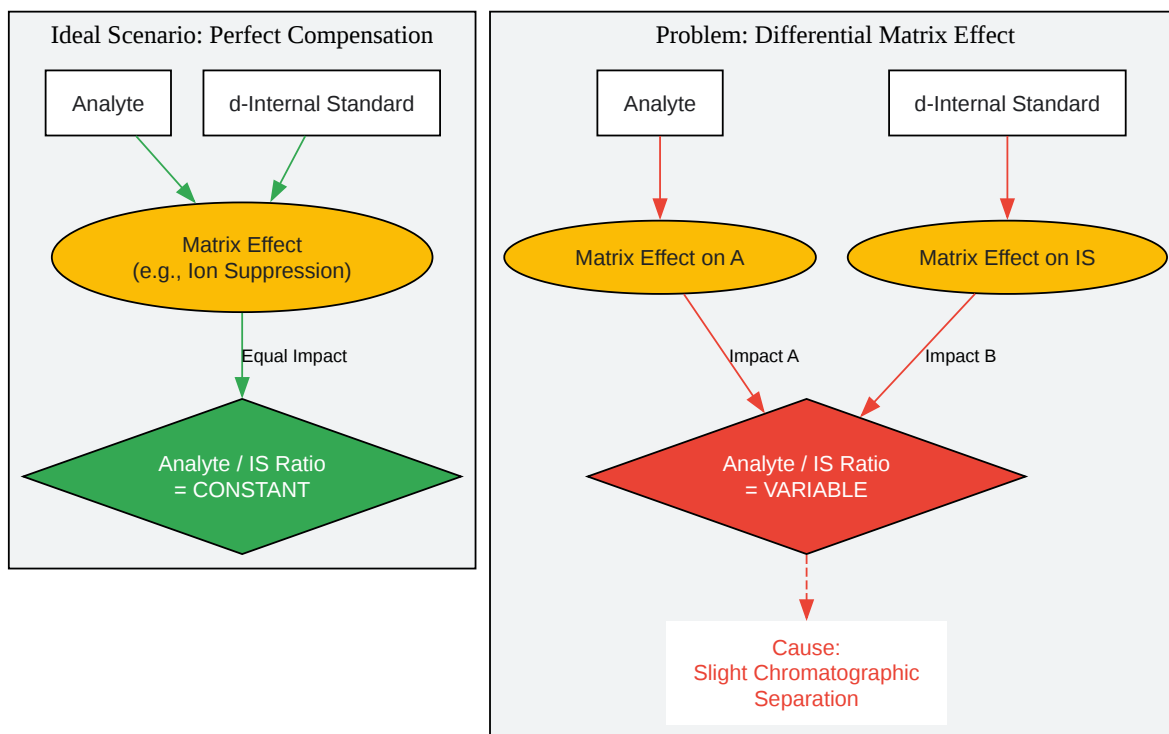 Ideal Scenario: Perfect Compensation
Analyte
d-Internal Standard
Matrix Effect
(e.g., Ion Suppression)
Equal Impact
Analyte / IS Ratio
= CONSTANT
Problem: Differential Matrix Effect
Analyte
d-Internal Standard
Matrix Effect on A
Matrix Effect on IS
Impact A
Impact B
Analyte / IS Ratio
= VARIABLE
Cause:
Slight Chromatographic
Separation